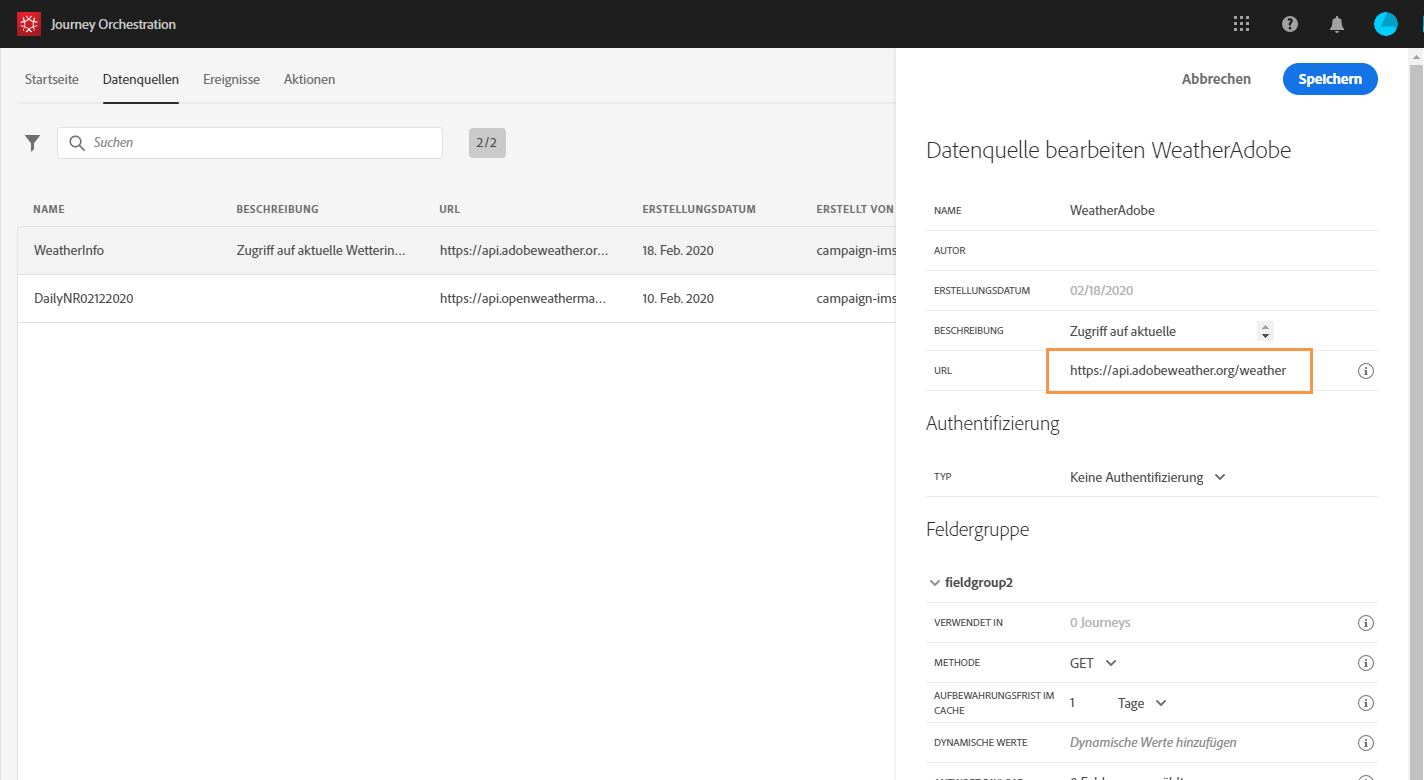 Journey Orchestration
Startseite Datenquellen Ereignisse Aktionen
Suchen
2/2
NAME BESCHREIBUNG URL ERSTELLUNGSDATUM ERSTELLT VON
WeatherInfo Zugriff auf aktuelle Wetterin... https://api.adobeweather.or... 18. Feb. 2020 campaign-ims
DailyNR02122020 https://api.openweatherma... 10. Feb. 2020 campaign-ims
Abbrechen Speichern
Datenquelle bearbeiten WeatherAdobe
NAME WeatherAdobe
AUTOR
ERSTELLUNGSDATUM 02/18/2020
BESCHREIBUNG Zugriff auf aktuelle
URL https://api.adobeweather.org/weather
Authentifizierung
TYP Keine Authentifizierung
Feldergruppe
fieldgroup2
VERWENDET IN 0 Journeys
METHODE GET
AUFBEWAHRUNGSFRIST IM
CACHE 1 Tage
DYNAMISCHE WERTE Dynamische Werte hinzufügen